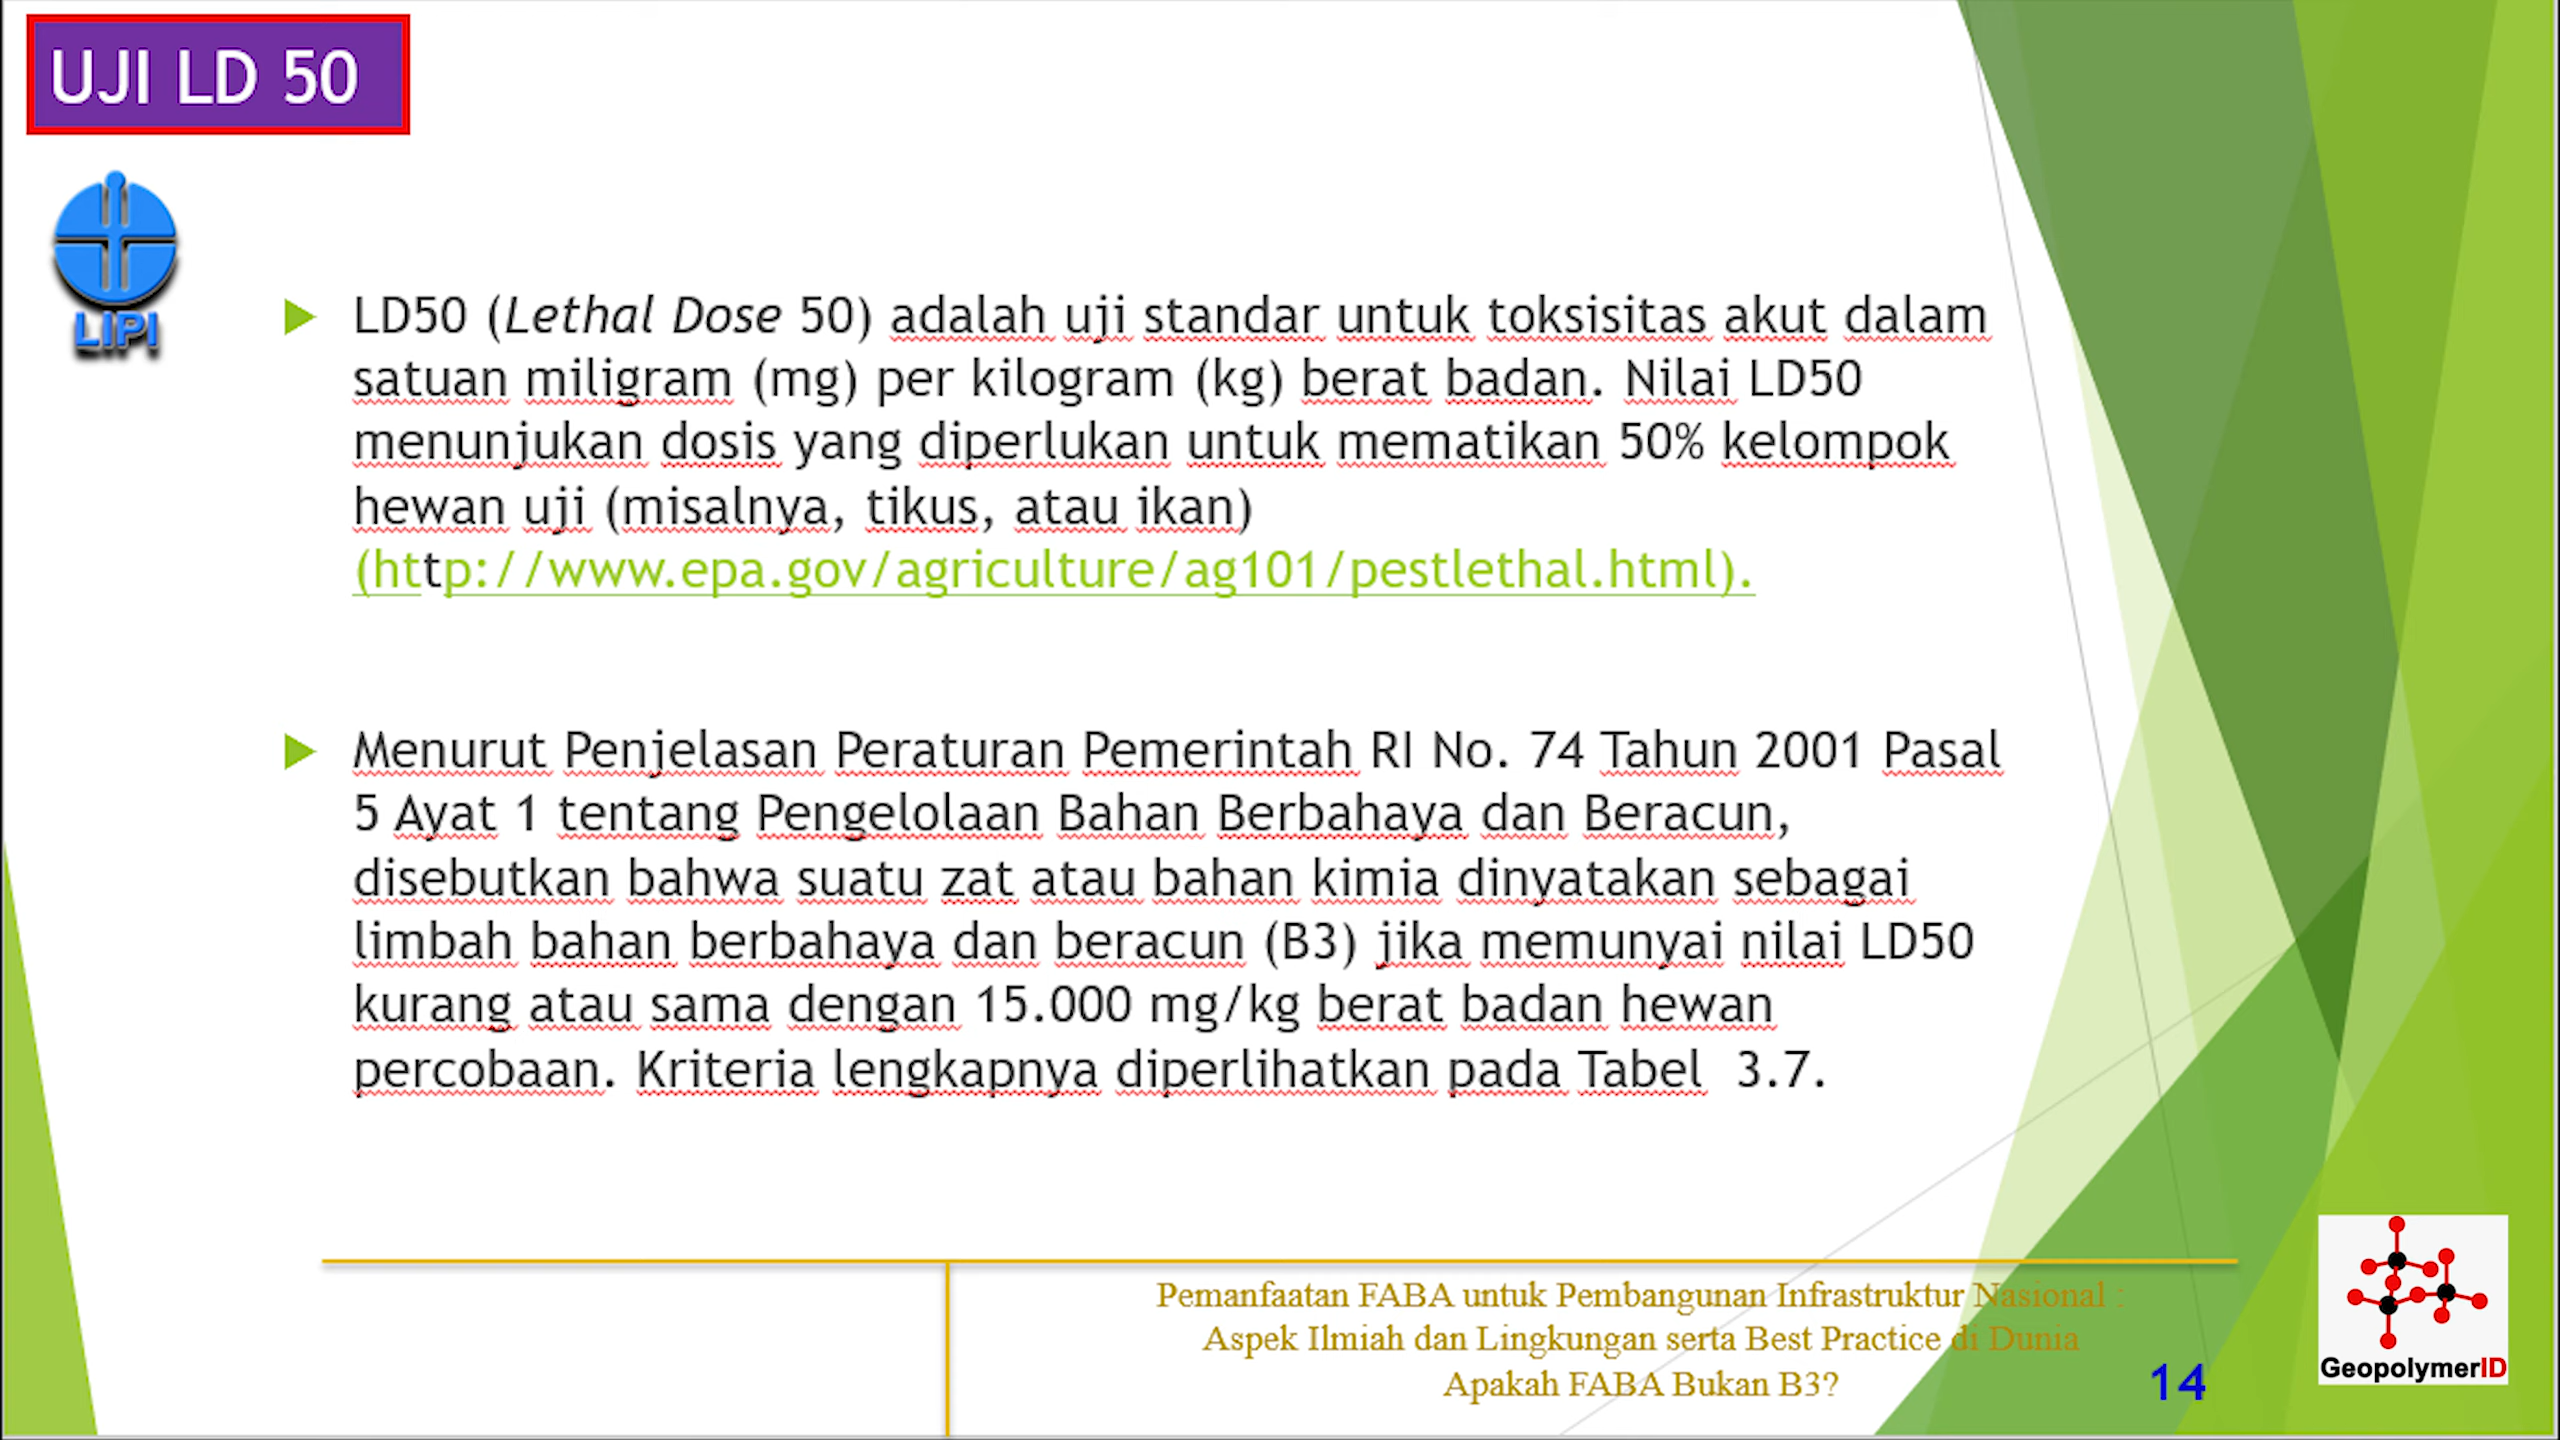 UJI LD 50
LIPI
LD50 (Lethal Dose 50) adalah uji standar untuk toksisitas akut dalam
satuan miligram (mg) per kilogram (kg) berat badan. Nilai LD50
menunjukan dosis yang diperlukan untuk mematikan 50% kelompok
hewan uji (misalnya, tikus, atau ikan)
(http://www.epa.gov/agriculture/ag101/pestlethal.html).
Menurut Penjelasan Peraturan Pemerintah RI No. 74 Tahun 2001 Pasal
5 Ayat 1 tentang Pengelolaan Bahan Berbahaya dan Beracun,
disebutkan bahwa suatu zat atau bahan kimia dinyatakan sebagai
limbah bahan berbahaya dan beracun (B3) jika memunyai nilai LD50
kurang atau sama dengan 15.000 mg/kg berat badan hewan
percobaan. Kriteria lengkapnya diperlihatkan pada Tabel 3.7.
Pemanfaatan FABA untuk Pembangunan Infrastruktur Nasional :
Aspek Ilmiah dan Lingkungan serta Best Practice di Dunia
Apakah FABA Bukan B3?
14
GeopolymerID